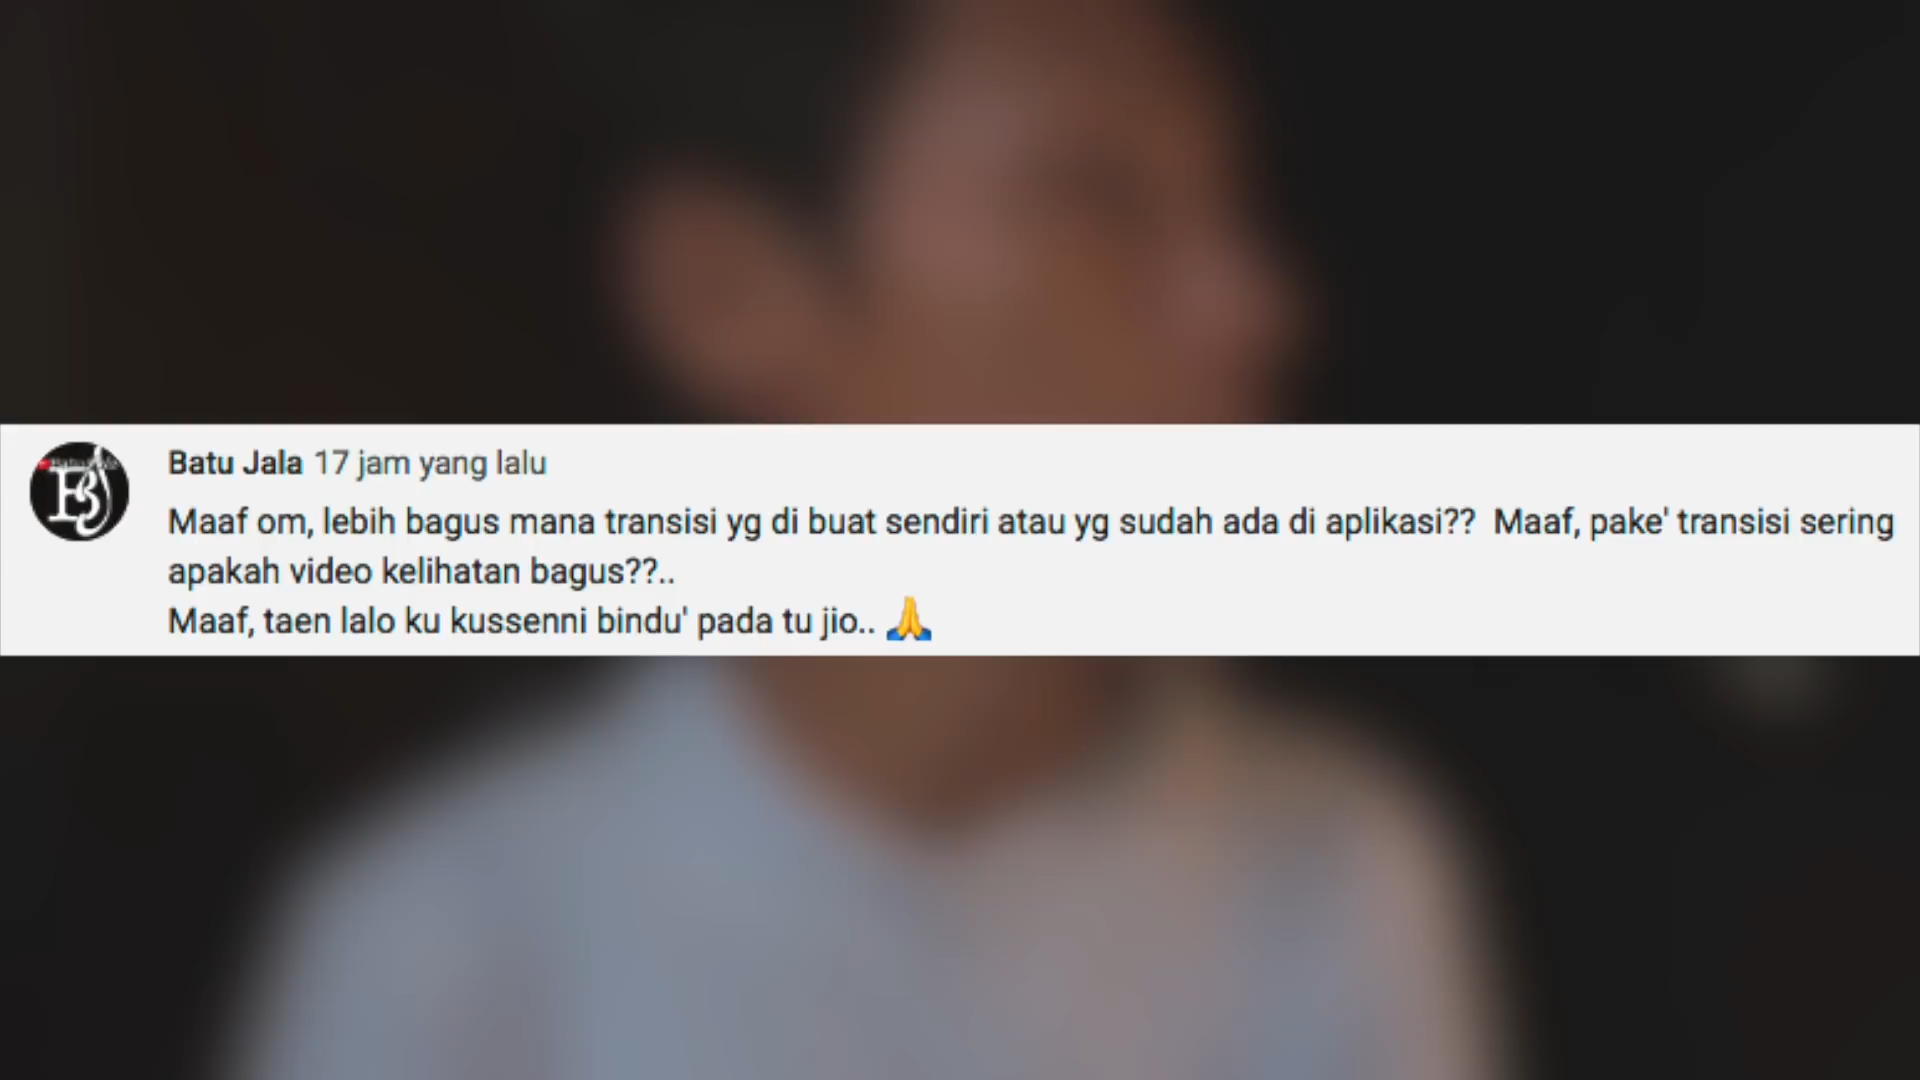 Batu Jala 17 jam yang lalu
Maaf om, lebih bagus mana transisi yg di buat sendiri atau yg sudah ada di aplikasi?? Maaf, pake' transisi sering
apakah video kelihatan bagus??..
Maaf, taen lalo ku kussenni bindu' pada tu jio.. 🙏